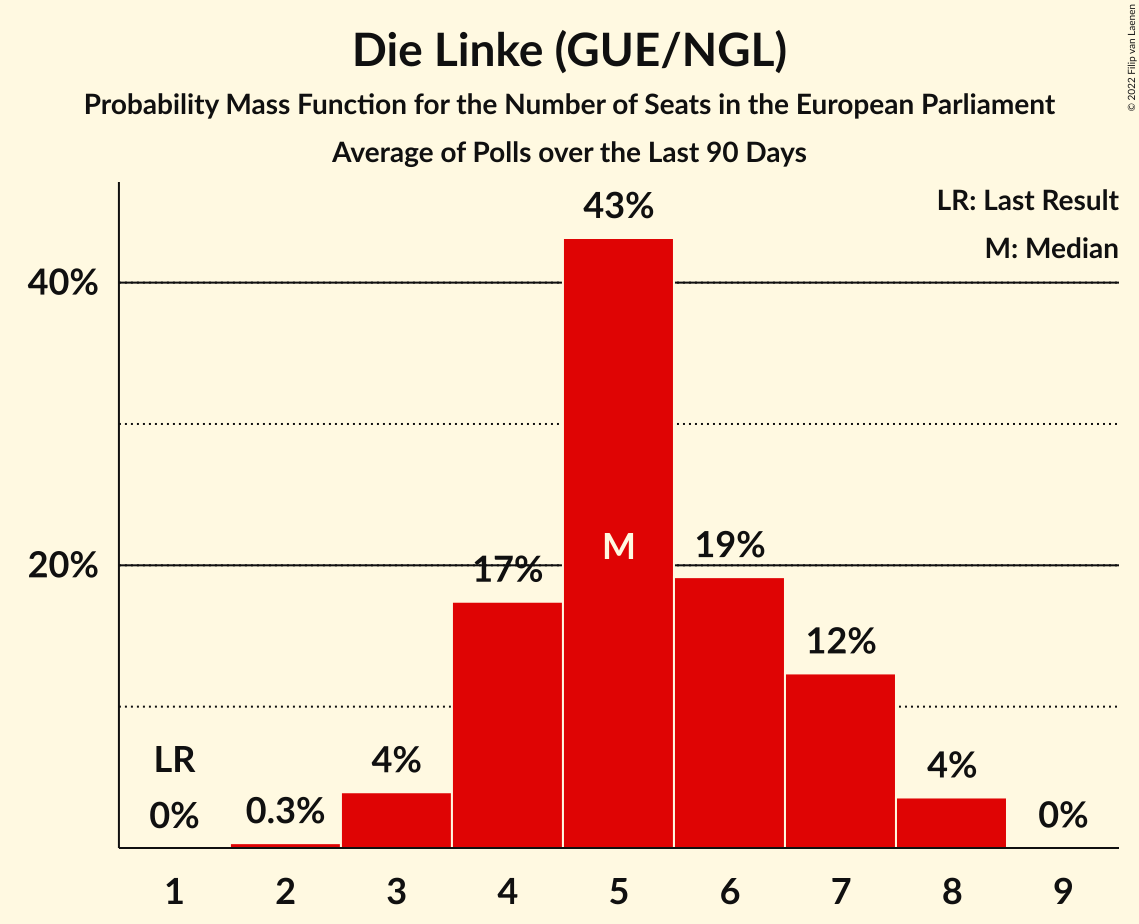 Die Linke (GUE/NGL)
Probability Mass Function for the Number of Seats in the European Parliament
Average of Polls over the Last 90 Days
© 2022 Filip van Laenen
LR: Last Result
M: Median
43%
40%
M
19%
20%
17%
12%
LR
4%
4%
0%
0.3%
0%
1 2 3 4 5 6 7 8 9